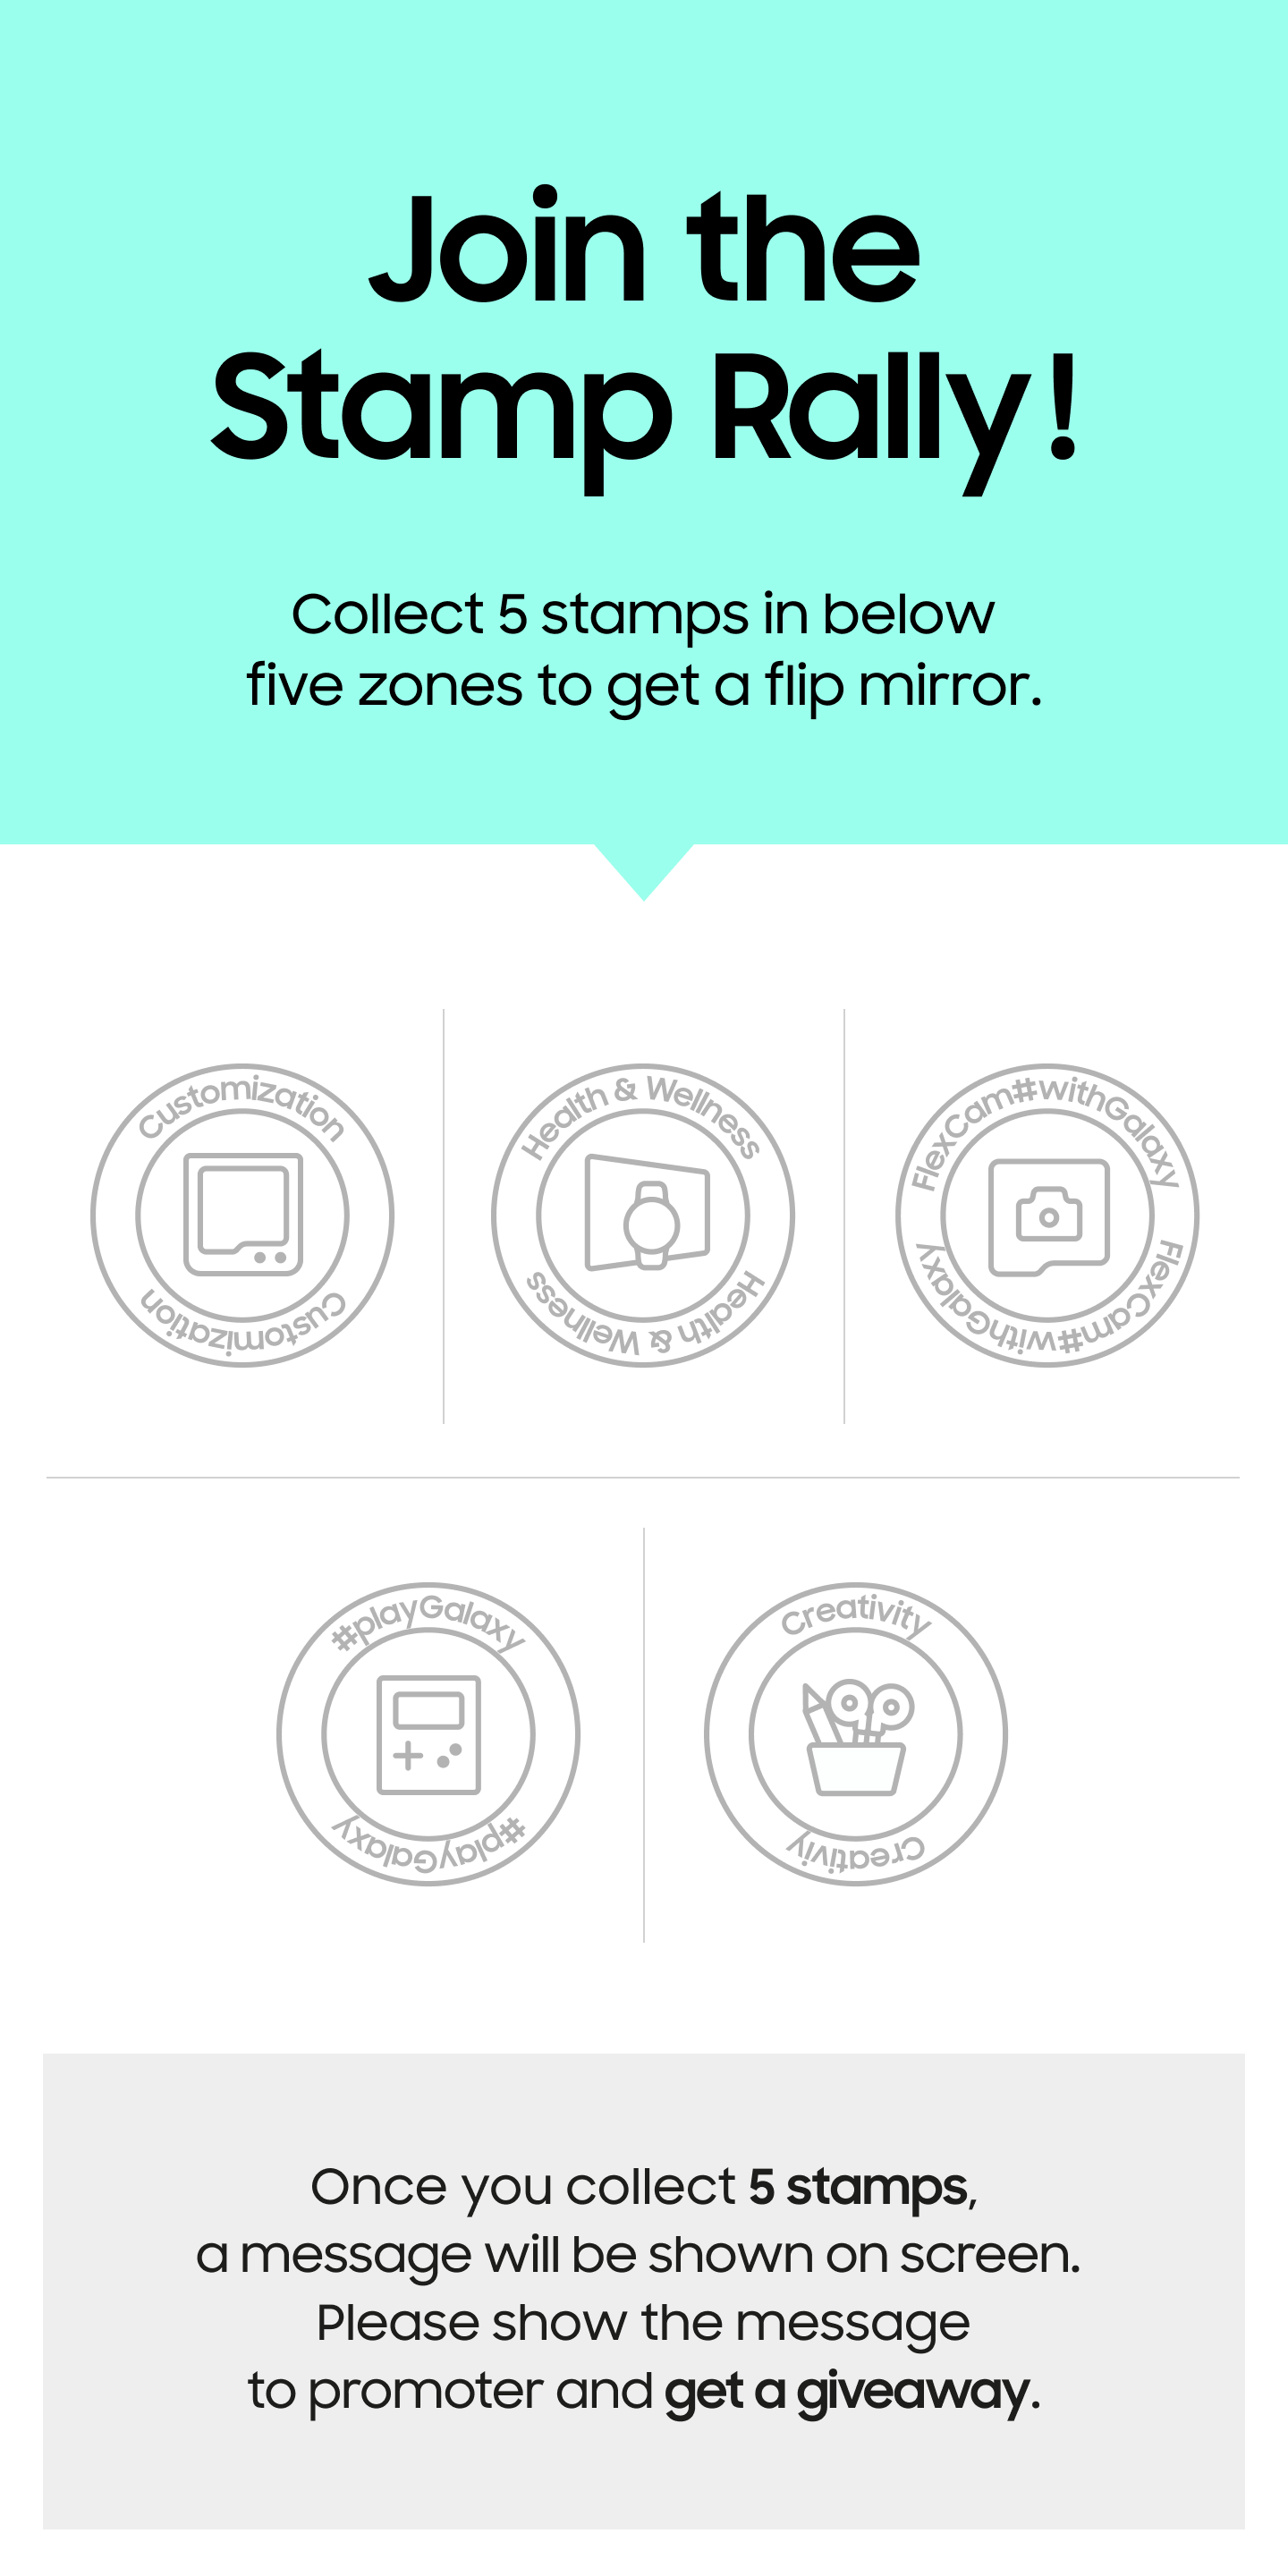 Join the
Stamp Rally!
Collect 5 stamps in below
five zones to get a flip mirror.
Customization
Customization
Health & Wellness
Health & Wellness
FlexCam#withGalaxy
FlexCam#withGalaxy
#playGalaxy
#playGalaxy
Creativity
Creativiy
Once you collect 5 stamps,
a message will be shown on screen.
Please show the message
to promoter and get a giveaway.